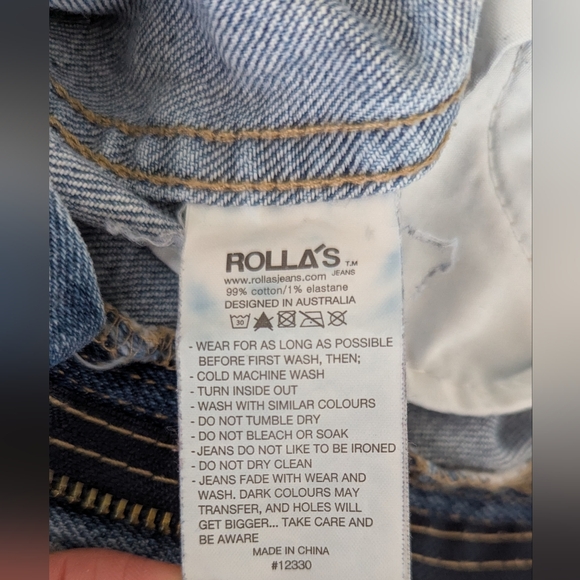 ROLLA'S TM
JEANS
www.rollasjeans.com
99% cotton/1% elastane
DESIGNED IN AUSTRALIA
30
- WEAR FOR AS LONG AS POSSIBLE
BEFORE FIRST WASH, THEN;
- COLD MACHINE WASH
- TURN INSIDE OUT
- WASH WITH SIMILAR COLOURS
- DO NOT TUMBLE DRY
- DO NOT BLEACH OR SOAK
- JEANS DO NOT LIKE TO BE IRONED
- DO NOT DRY CLEAN
- JEANS FADE WITH WEAR AND
WASH. DARK COLOURS MAY
TRANSFER, AND HOLES WILL
GET BIGGER... TAKE CARE AND
BE AWARE
MADE IN CHINA
#12330